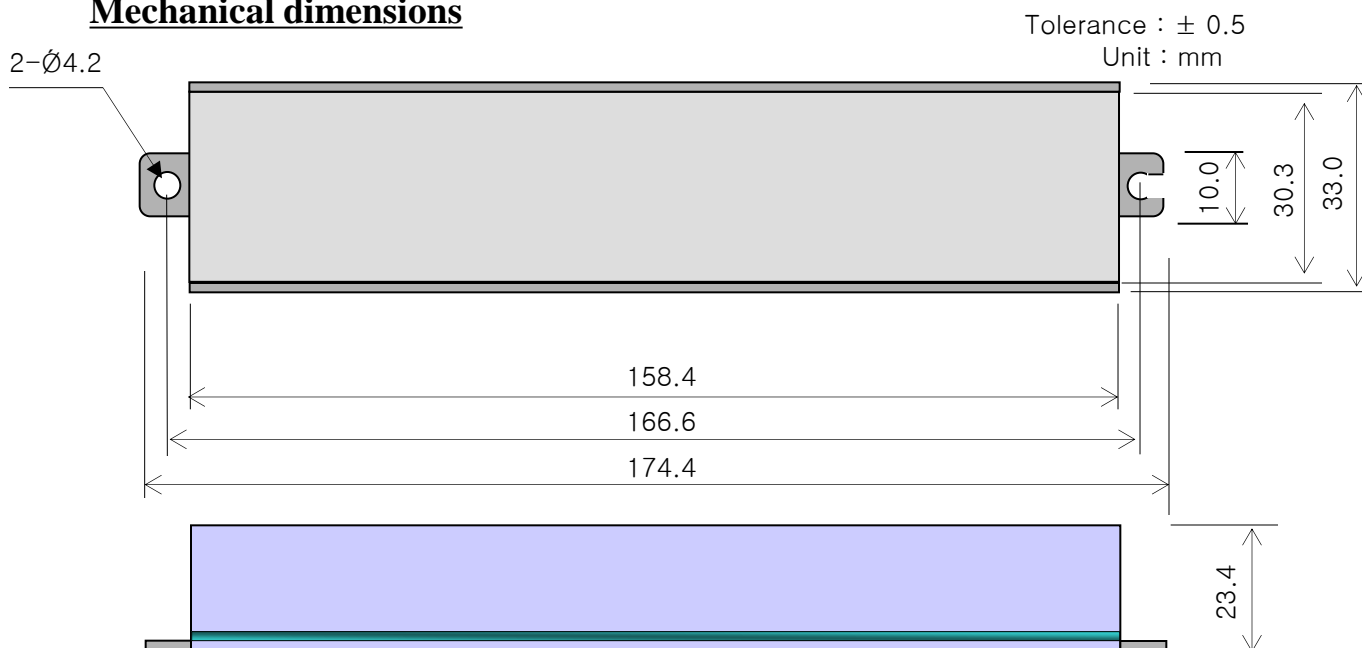 Mechanical dimensions
Tolerance : ± 0.5
Unit : mm
2-Ǿ4.2
10.0
30.3
33.0
158.4
166.6
174.4
23.4